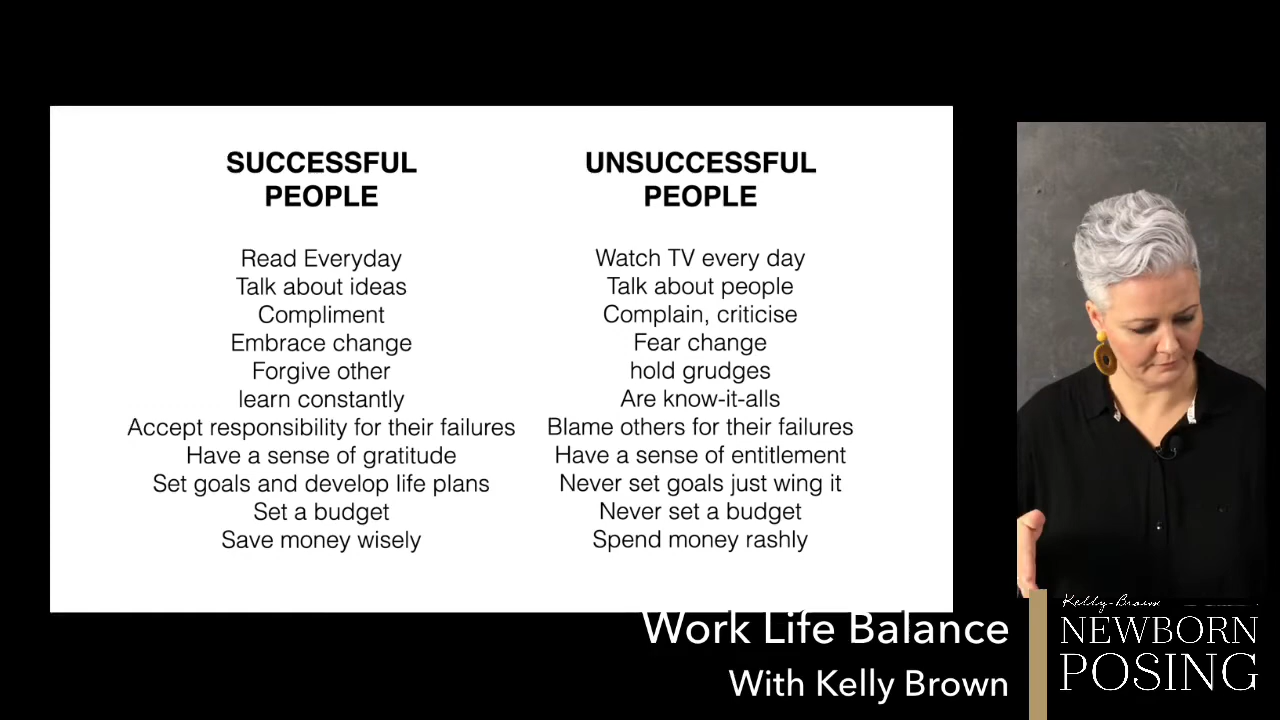 SUCCESSFUL
PEOPLE
Read Everyday
Talk about ideas
Compliment
Embrace change
Forgive other
learn constantly
Accept responsibility for their failures
Have a sense of gratitude
Set goals and develop life plans
Set a budget
Save money wisely
UNSUCCESSFUL
PEOPLE
Watch TV every day
Talk about people
Complain, criticise
Fear change
hold grudges
Are know-it-alls
Blame others for their failures
Have a sense of entitlement
Never set goals just wing it
Never set a budget
Spend money rashly
Work Life Balance
With Kelly Brown
Kelly Brown
NEWBORN
POSING